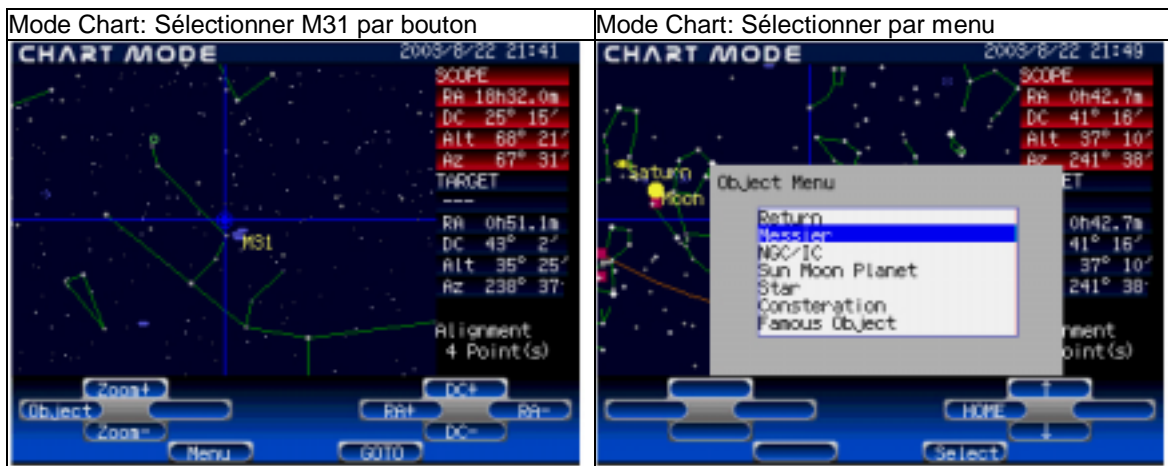 Mode Chart: Sélectionner M31 par bouton
CHART MODE
2003/8/22 21:41
SCOPE
RA 18h32.0m
DC 25° 15′
Alt 68° 21′
Az 67° 31′
TARGET
---
RA 0h51.1m
DC 43° 2′
Alt 35° 25′
Az 238° 37′
M31
Alignment
4 Point(s)
Zoom+
Object
Zoom-
Menu
DC+
RA+
RA-
DC-
GOTO
Mode Chart: Sélectionner par menu
CHART MODE
2003/8/22 21:49
SCOPE
RA 0h42.7m
DC 41° 16′
Alt 37° 10′
Az 241° 38′
Saturn
Moon
Object Menu
Return
Messier
NGC/IC
Sun Moon Planet
Star
Consteration
Famous Object
ET
0h42.7m
41° 16′
37° 10′
241° 38′
nment
oint(s)
↑
HOME
↓
Select